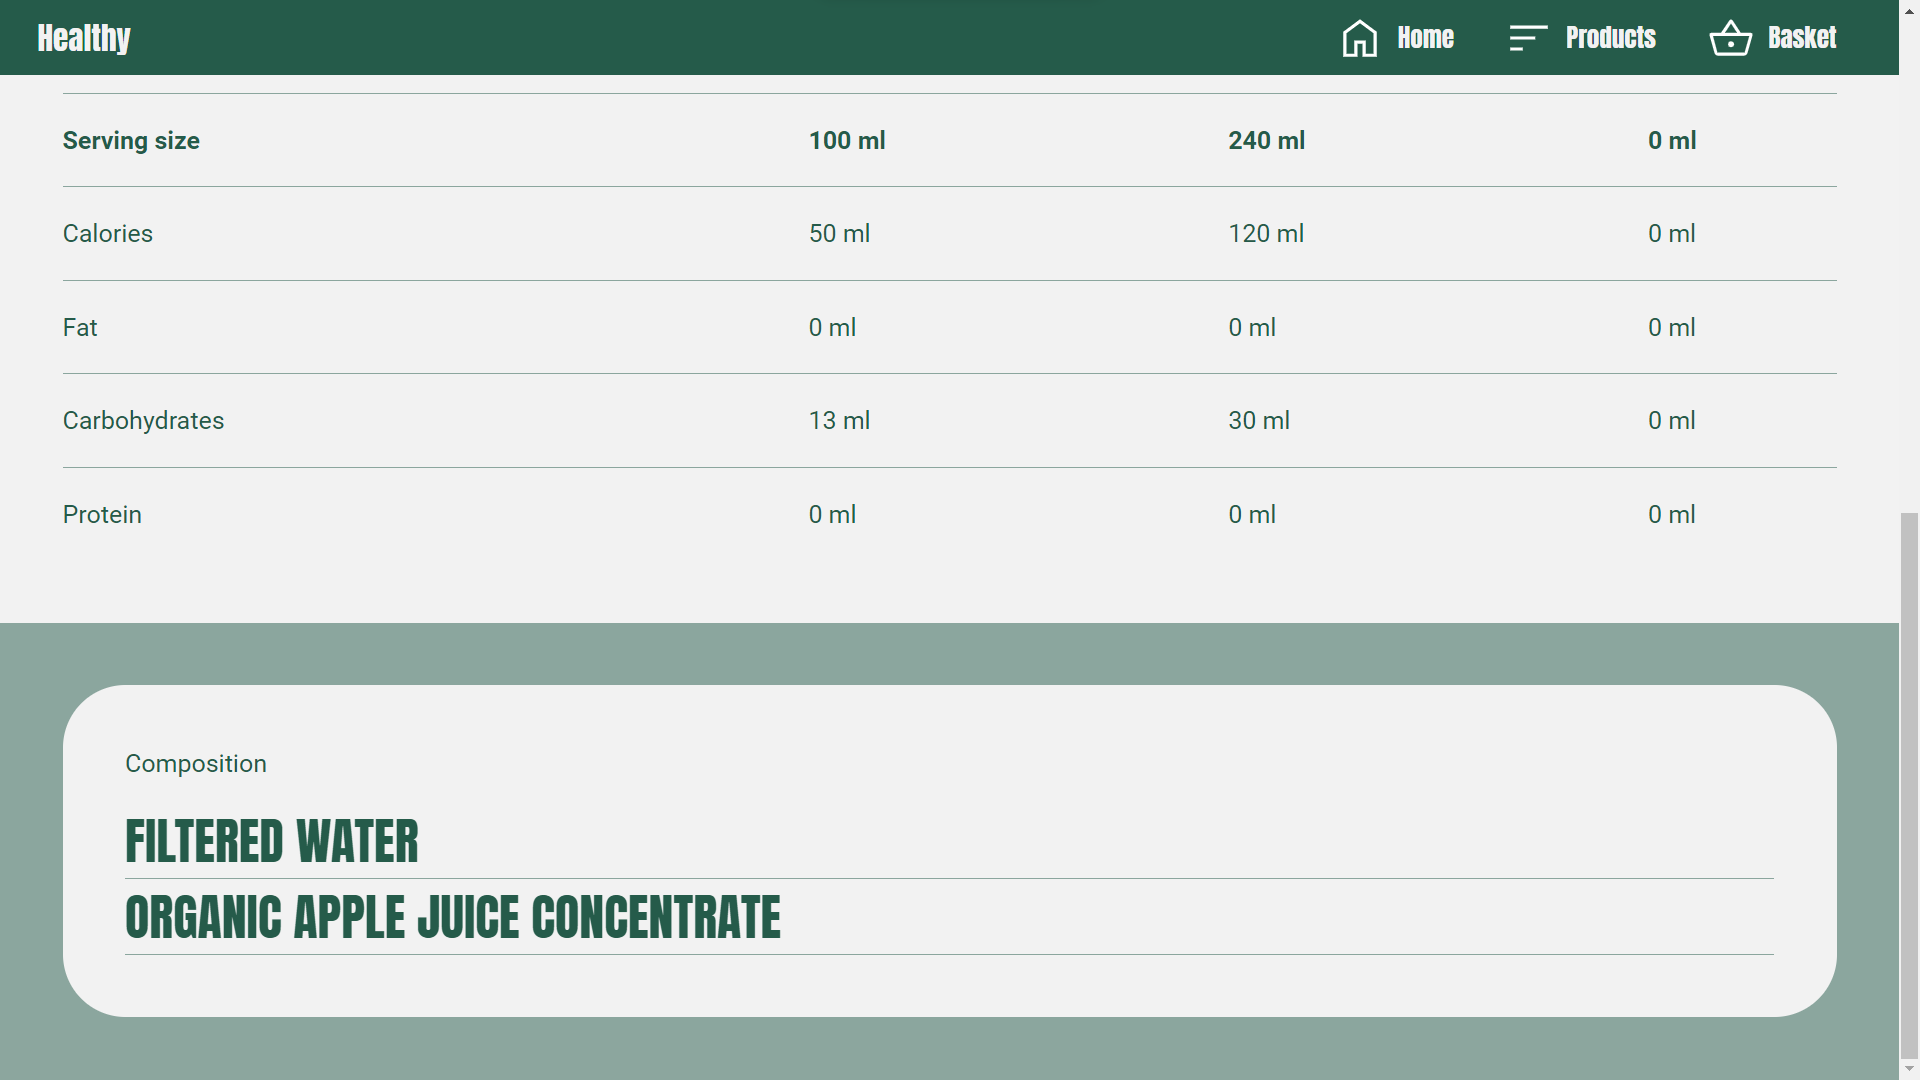 Healthy Home Products Basket
Serving size 100 ml 240 ml 0 ml
Calories 50 ml 120 ml 0 ml
Fat 0 ml 0 ml 0 ml
Carbohydrates 13 ml 30 ml 0 ml
Protein 0 ml 0 ml 0 ml
Composition
FILTERED WATER
ORGANIC APPLE JUICE CONCENTRATE